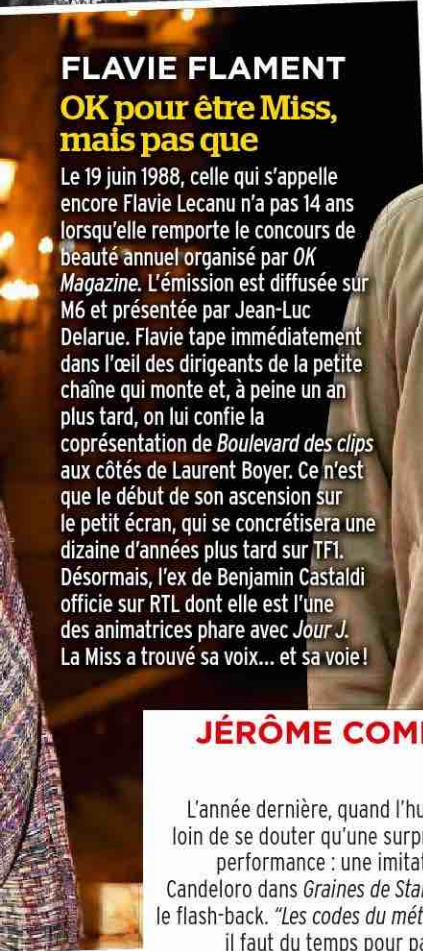 FLAVIE FLAMENT
OK pour être Miss,
mais pas que
Le 19 juin 1988, celle qui s'appelle
encore Flavie Lecanu n'a pas 14 ans
lorsqu'elle remporte le concours de
beauté annuel organisé par OK
Magazine. L'émission est diffusée sur
M6 et présentée par Jean-Luc
Delarue. Flavie tape immédiatement
dans l'œil des dirigeants de la petite
chaîne qui monte et, à peine un an
plus tard, on lui confie la
coprésentation de Boulevard des clips
aux côtés de Laurent Boyer. Ce n'est
que le début de son ascension sur
le petit écran, qui se concrétisera une
dizaine d'années plus tard sur TF1.
Désormais, l'ex de Benjamin Castaldi
officie sur RTL dont elle est l'une
des animatrices phare avec Jour J.
La Miss a trouvé sa voix... et sa voie!
JÉRÔME COM
L'année dernière, quand l'hu
loin de se douter qu'une surpr
performance : une imitat
Candeloro dans Graines de Star
le flash-back. "Les codes du mét
il faut du temps pour pa